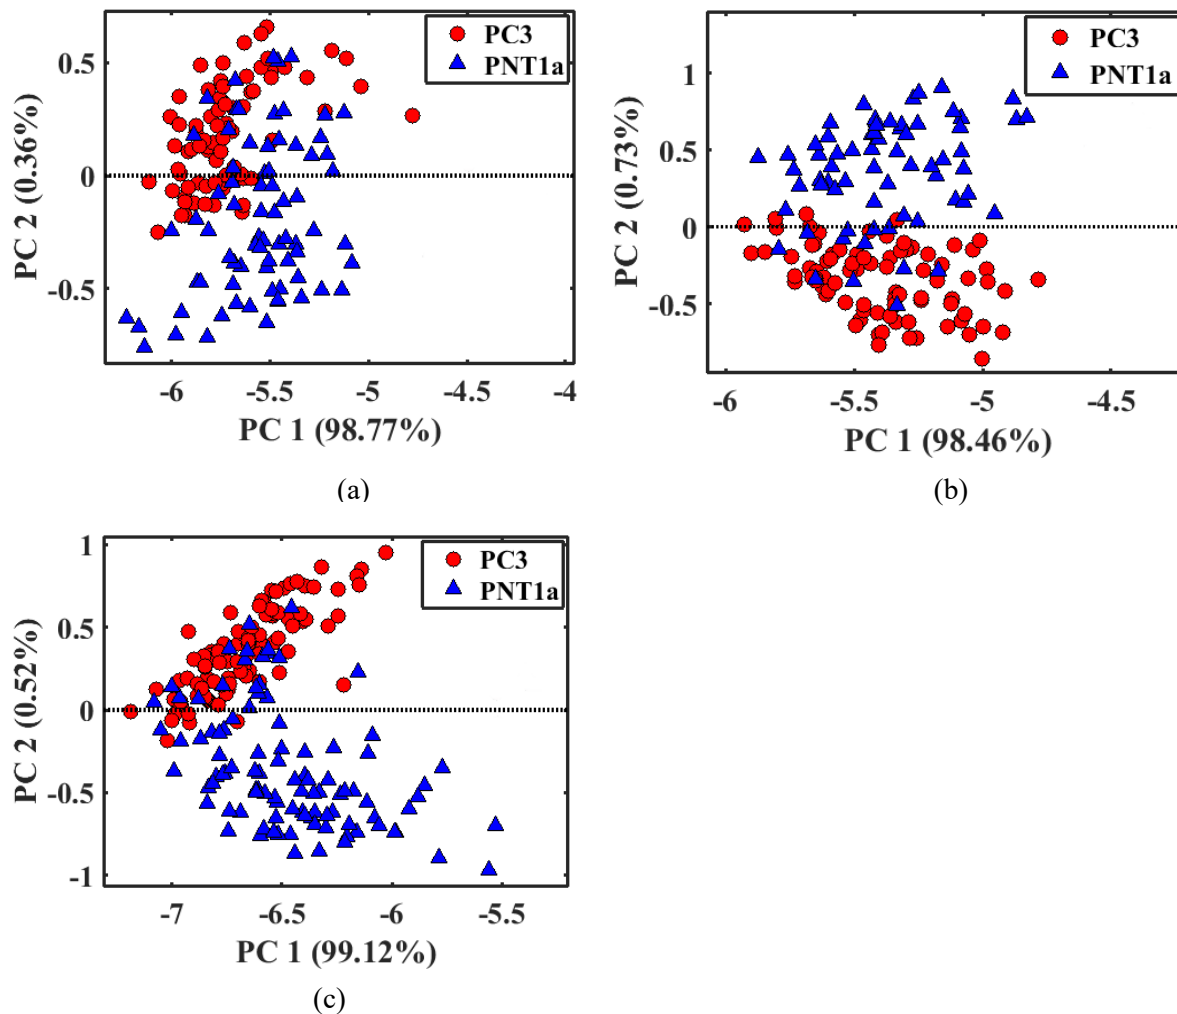 PC3
PNT1a
0.5
0
-0.5
PC 2 (0.36%)
-6
-5.5
-5
-4.5
-4
PC 1 (98.77%)
(a)
PC3
PNT1a
1
0.5
0
-0.5
PC 2 (0.73%)
-6
-5.5
-5
-4.5
PC 1 (98.46%)
(b)
PC3
PNT1a
1
0.5
0
-0.5
-1
PC 2 (0.52%)
-7
-6.5
-6
-5.5
PC 1 (99.12%)
(c)